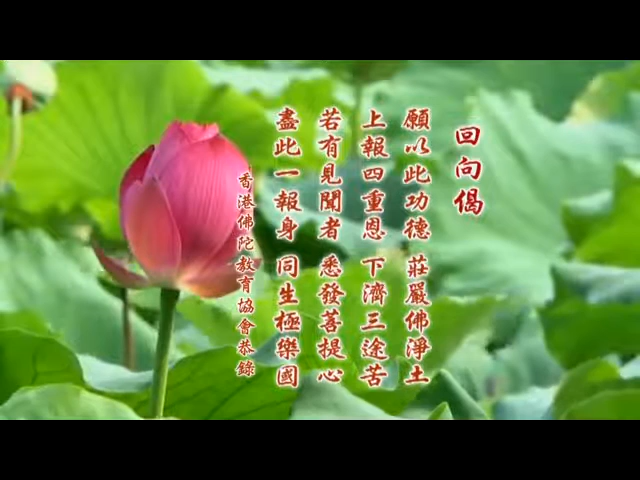 回向偈
願以此功德 莊嚴佛淨土
上報四重恩 下濟三途苦
若有見聞者 悉發菩提心
盡此一報身 同生極樂國
香港佛陀教育協會恭錄